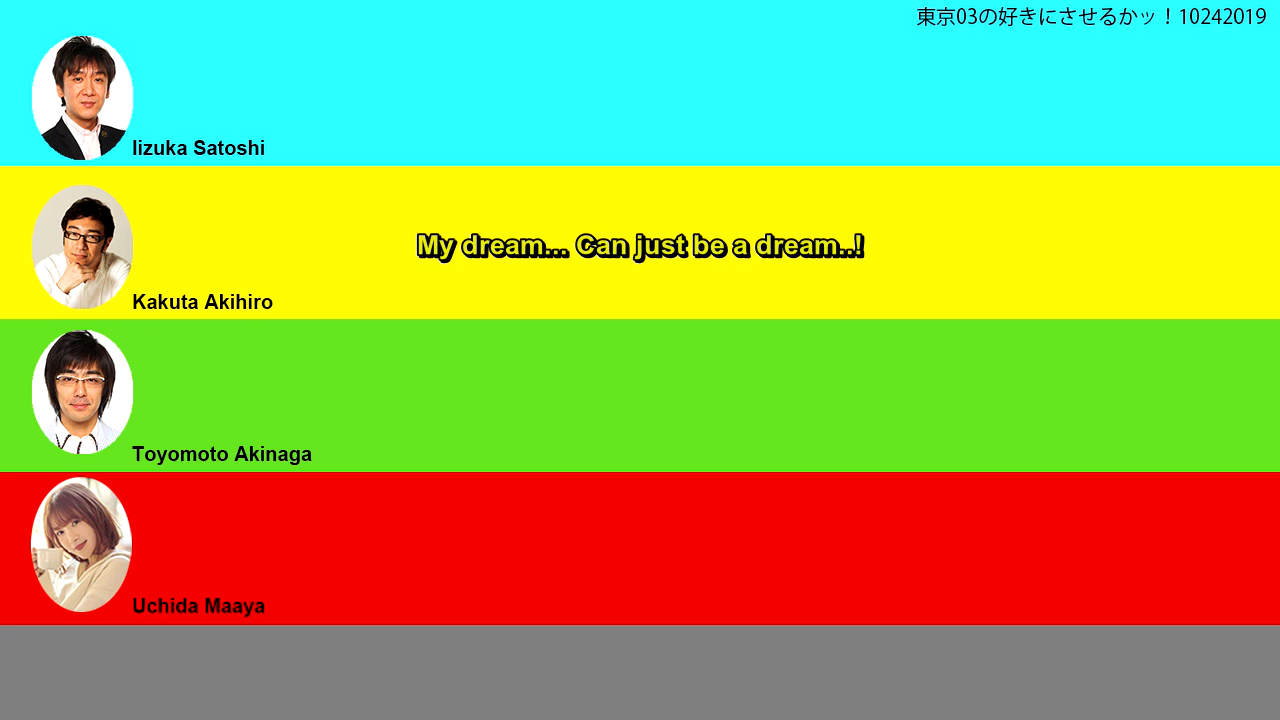 東京03の好きにさせるかッ！10242019
Iizuka Satoshi
My dream... Can just be a dream..!
Kakuta Akihiro
Toyomoto Akinaga
Uchida Maaya